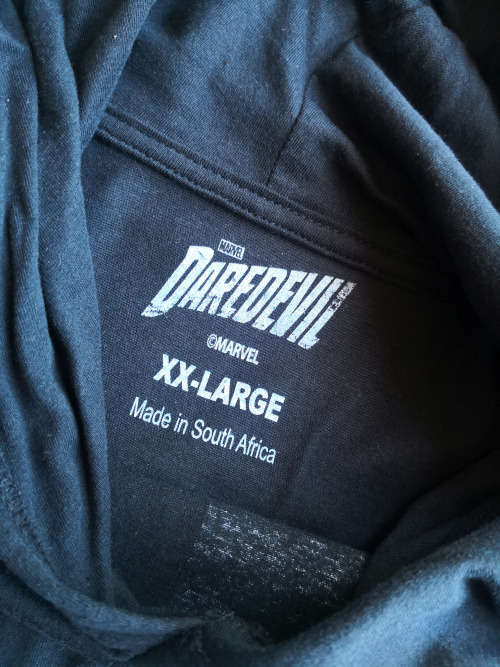 MARVEL
DAREDEVIL
©MARVEL
XX-LARGE
Made in South Africa